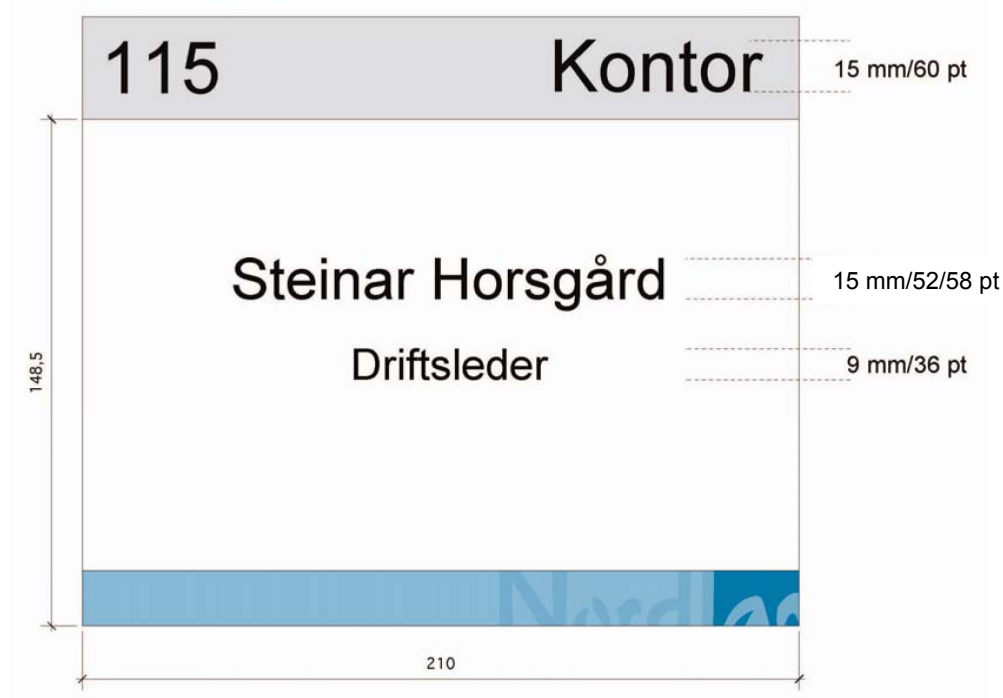 115 Kontor 15 mm/60 pt
Steinar Horsgård 15 mm/52/58 pt
Driftsleder 9 mm/36 pt
148,5
210